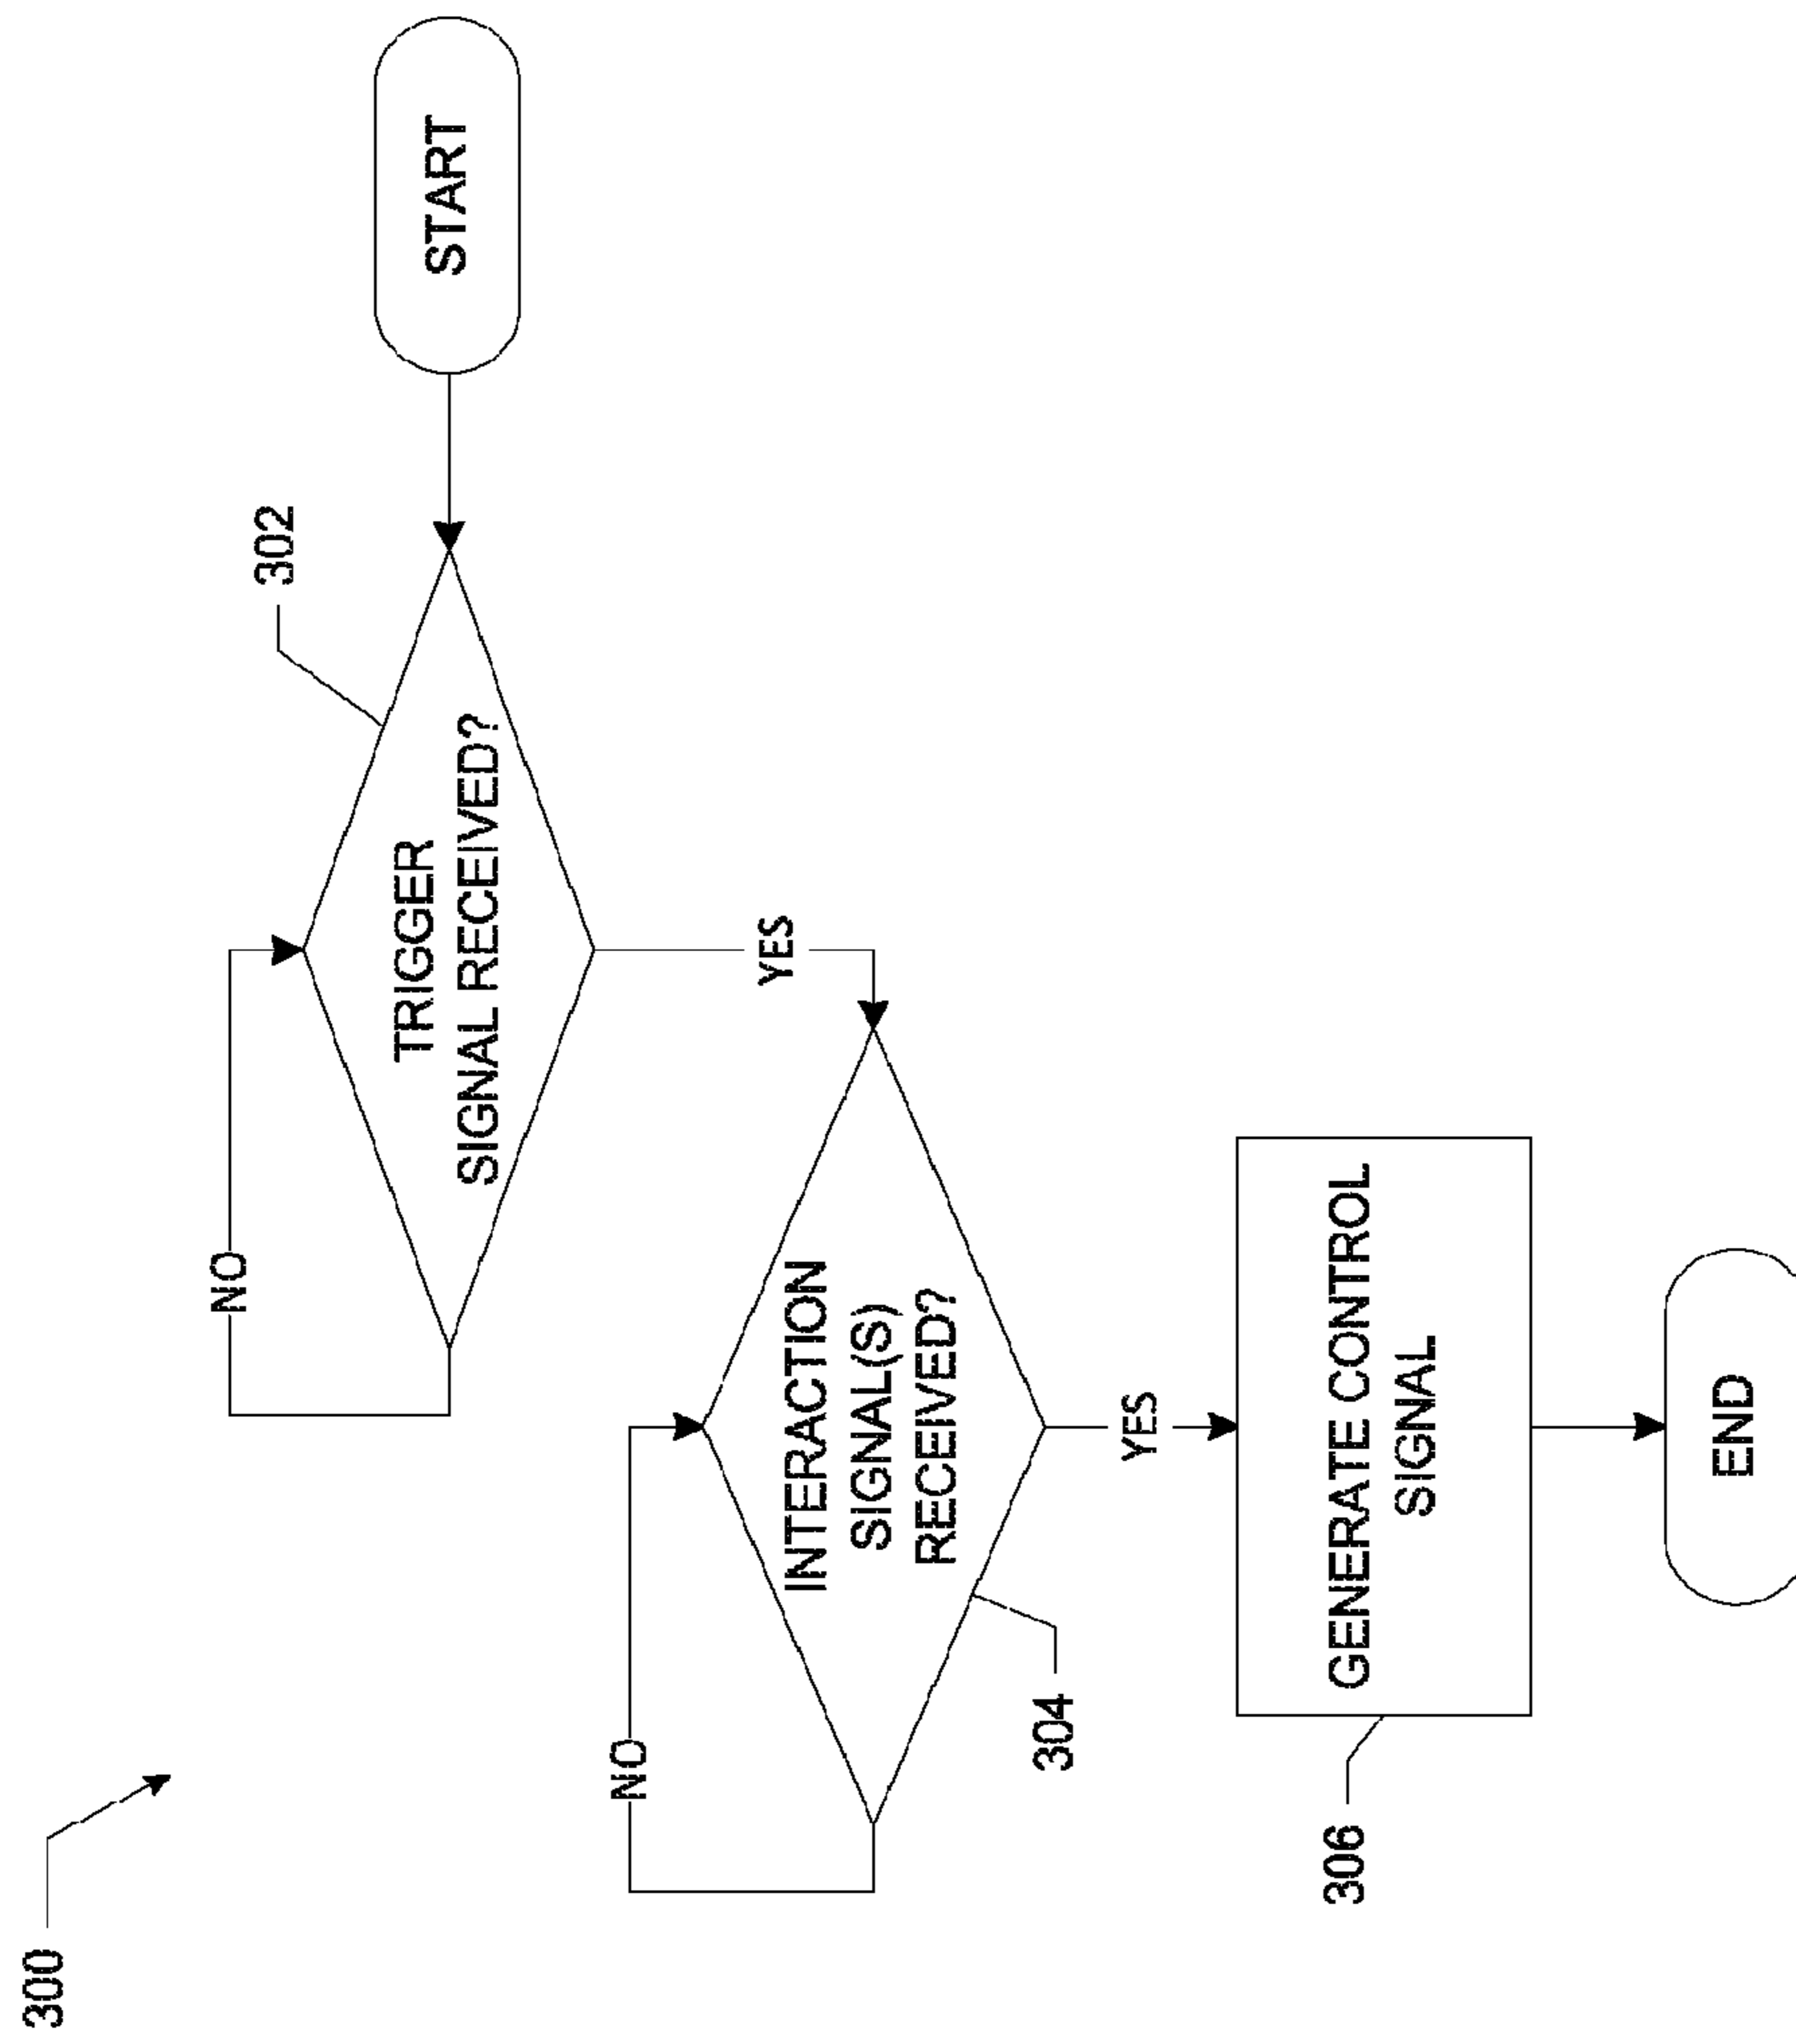 300
START
302
TRIGGER
SIGNAL RECEIVED?
NO
YES
INTERACTION
SIGNAL(S)
RECEIVED?
NO
304
YES
GENERATE CONTROL
SIGNAL
306
END